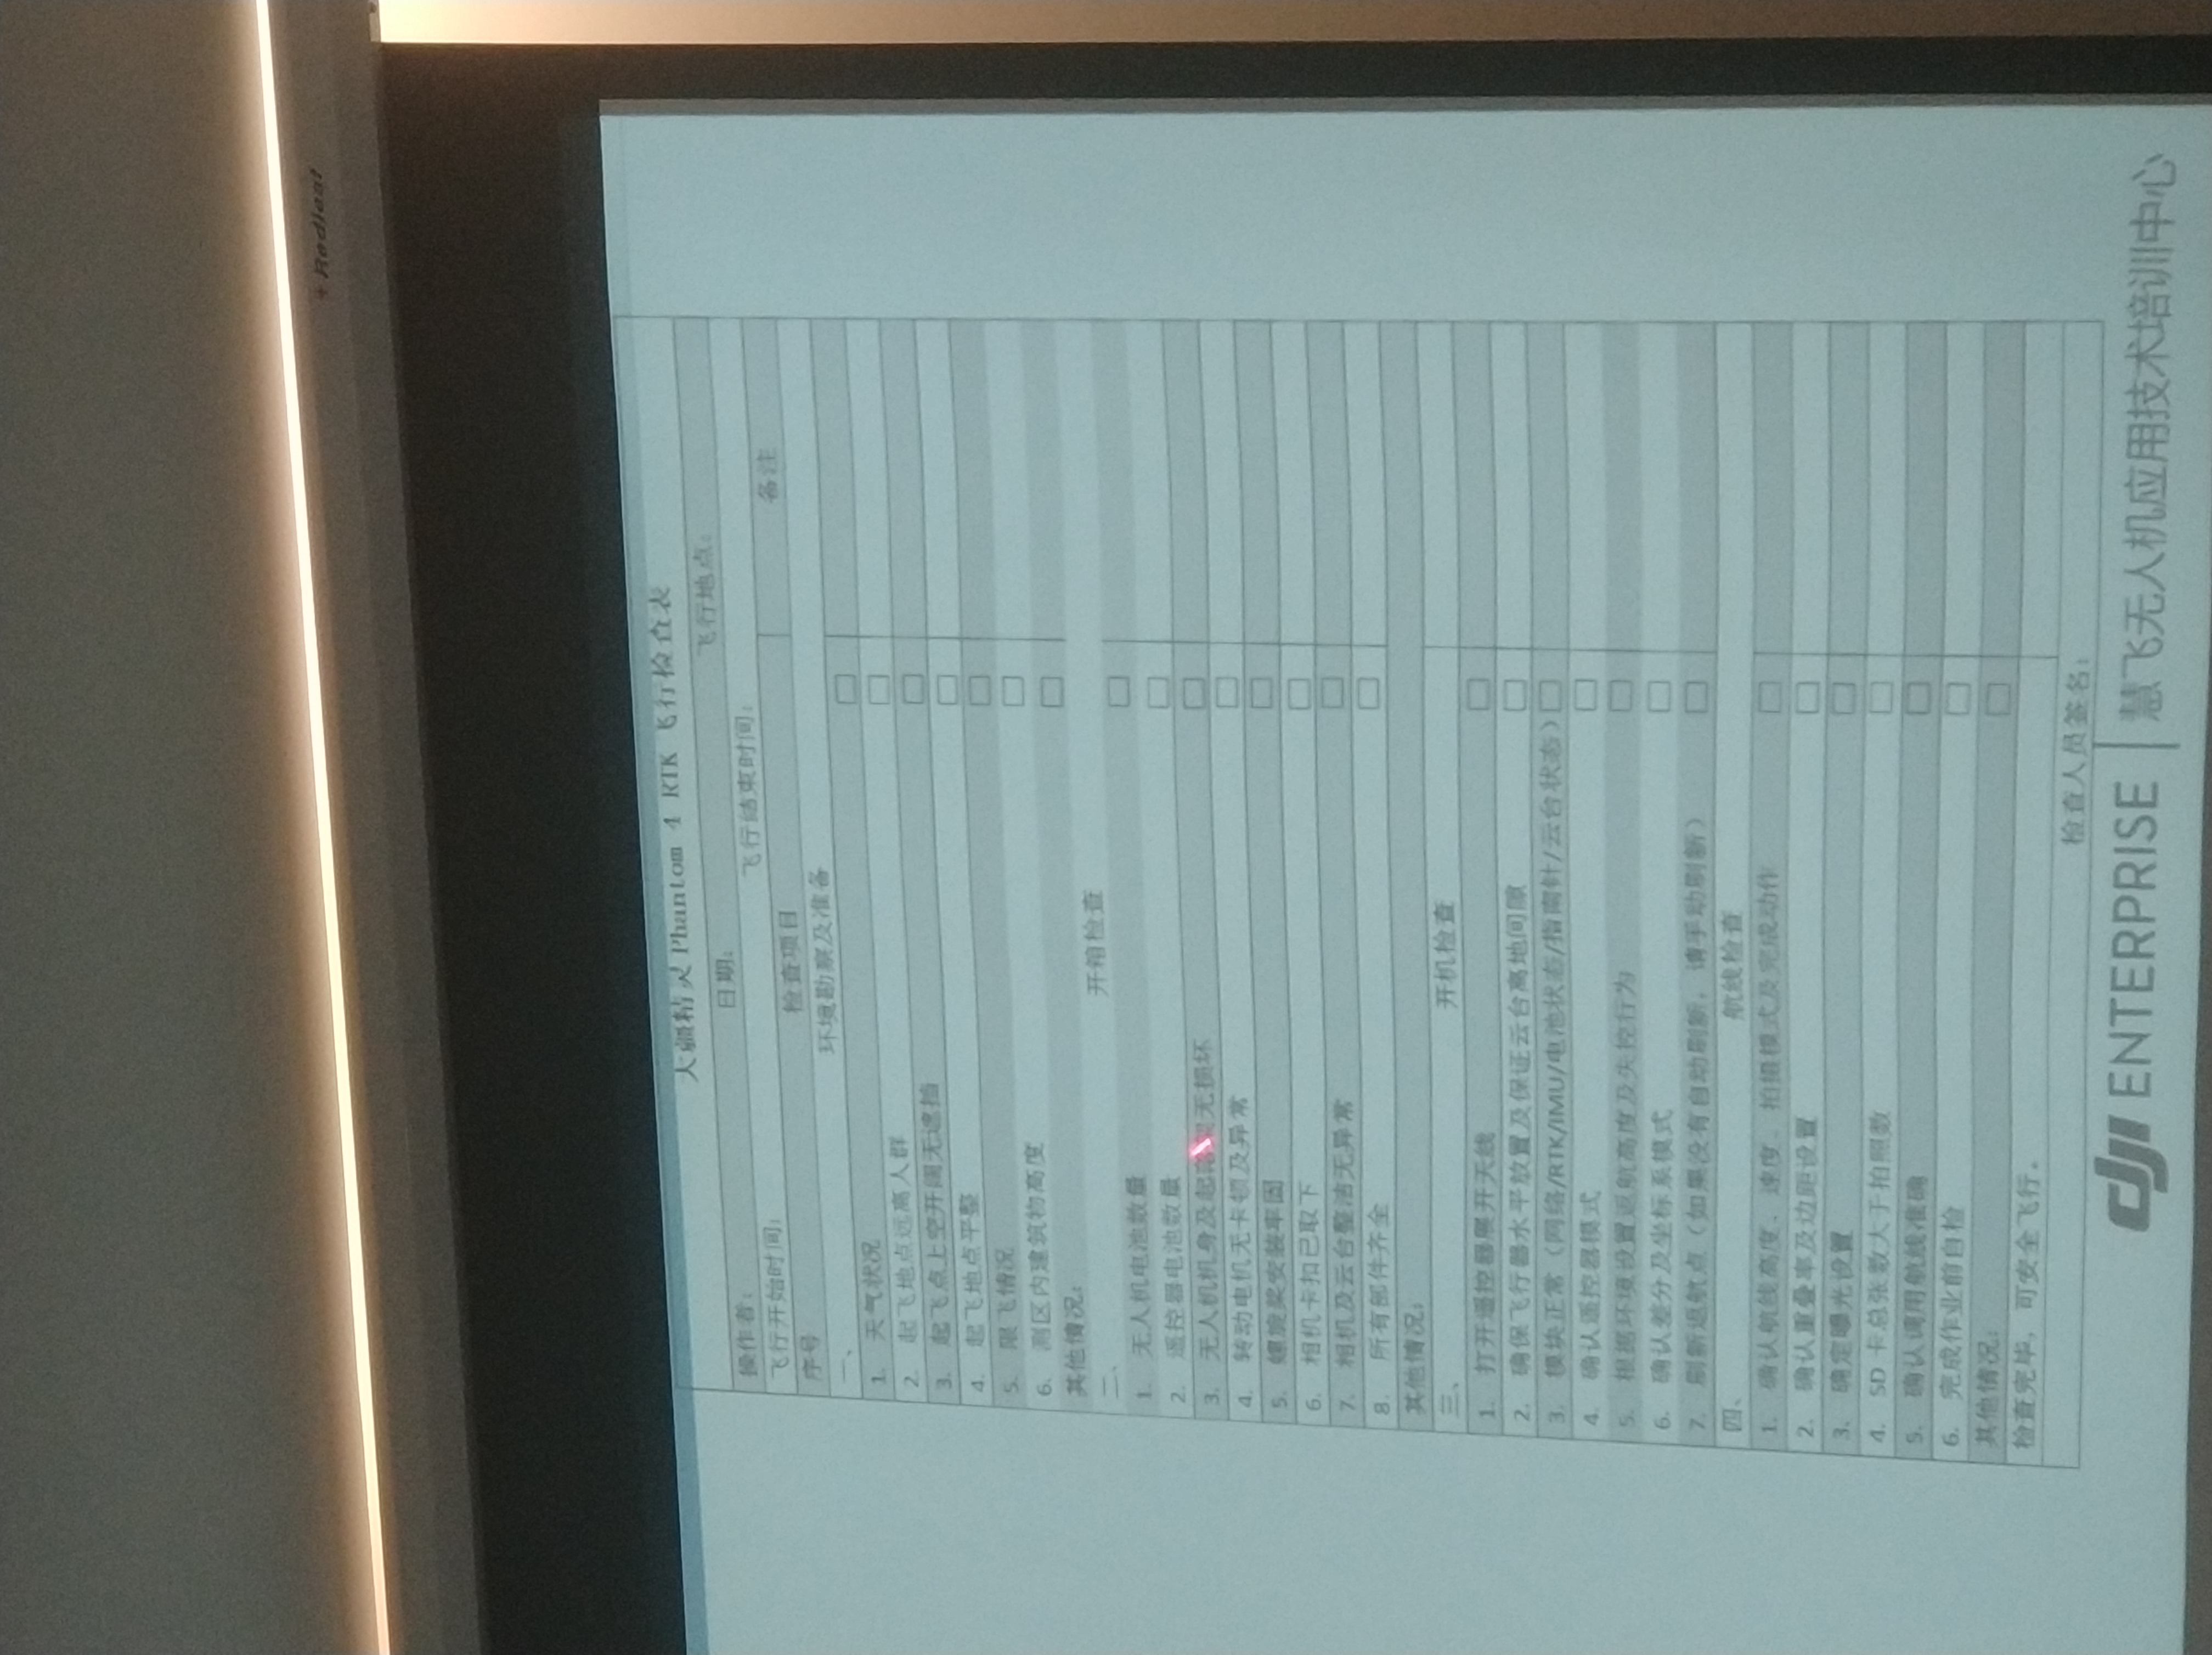 Redleaf
大疆精灵 Phantom 4 RTK 飞行检查表
操作者： 日期： 飞行地点：
飞行开始时间： 飞行结束时间：
序号 检查项目 备注
一、 环境勘察及准备
1. 天气状况
2. 起飞地点远离人群
3. 起飞点上空开阔无遮挡
4. 起飞地点平整
5. 限飞情况
6. 测区内建筑物高度
其他情况：
二、 开箱检查
1. 无人机电池数量
2. 遥控器电池数量
3. 无人机机身及起落架无损坏
4. 转动电机无卡顿及异常
5. 螺旋桨安装牢固
6. 相机卡扣已取下
7. 相机及云台整洁无异常
8. 所有部件齐全
其他情况：
三、 开机检查
1. 打开遥控器展开天线
2. 确保飞行器水平放置及保证云台离地间隙
3. 模块正常（网络/RTK/IMU/电池状态/指南针/云台状态）
4. 确认遥控器模式
5. 根据环境设置返航高度及失控行为
6. 确认差分及坐标系模式
7. 刷新返航点（如果没有自动刷新，请手动刷新）
四、 航线检查
1. 确认航线高度、速度、拍摄模式及完成动作
2. 确认重叠率及边距设置
3. 确定曝光设置
4. SD 卡总张数大于拍照数
5. 确认调用航线准确
6. 完成作业前自检
其他情况：
检查完毕，可安全飞行。
检查人员签名：
dji ENTERPRISE | 慧飞无人机应用技术培训中心